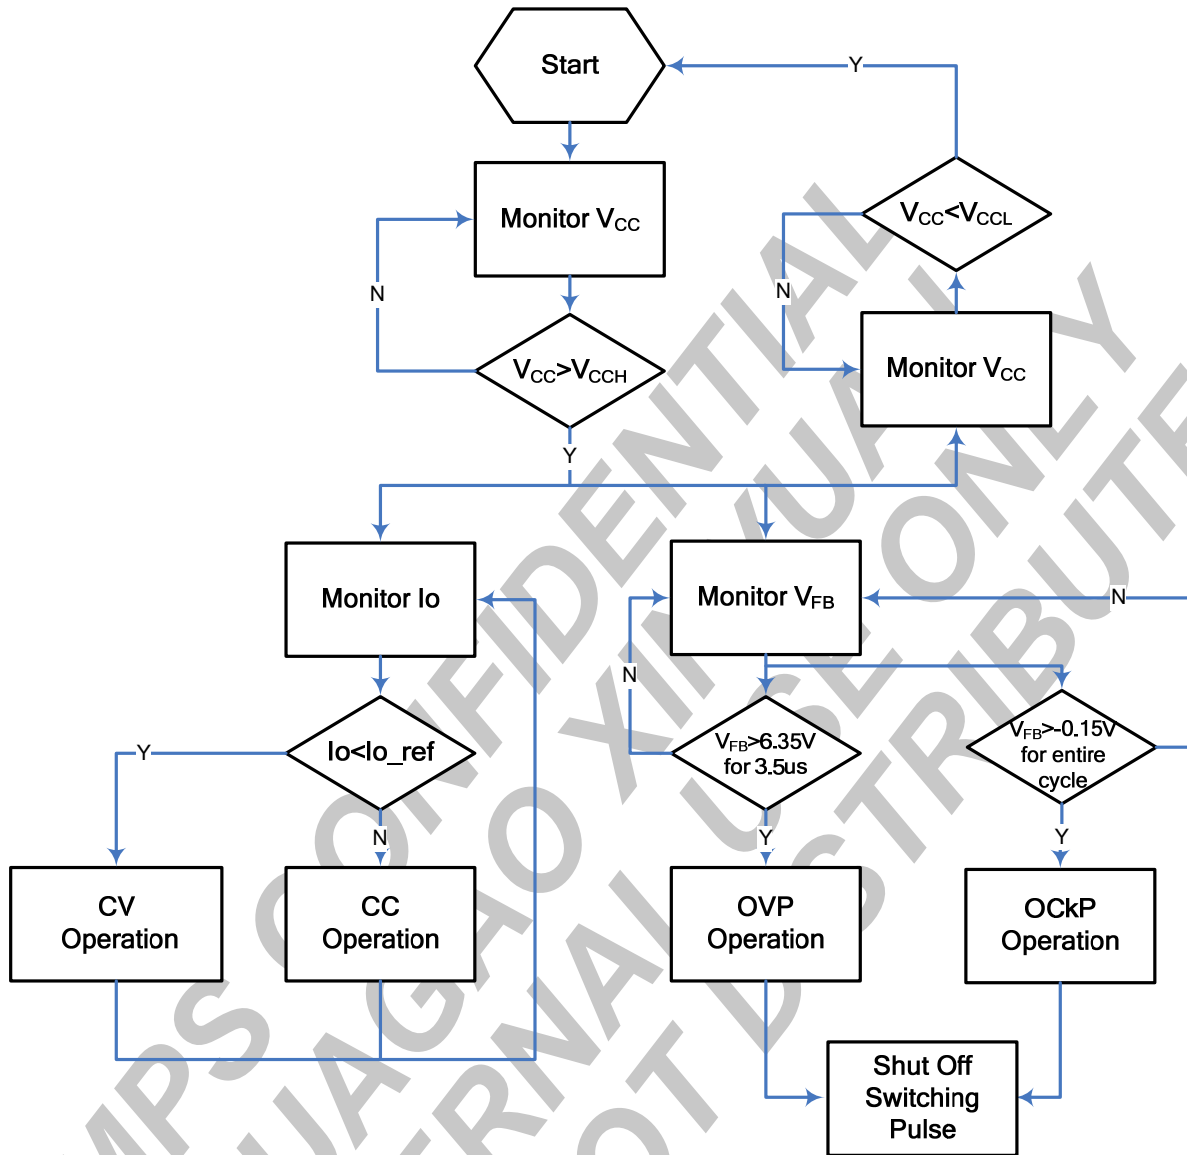 Start
Y
Monitor VCC
VCC<VCCL
N
N
VCC>VCCH
Monitor VCC
Y
Monitor Io
Monitor VFB
N
N
Io<Io_ref
VFB>6.35V
for 3.5us
VFB>-0.15V
for entire
cycle
Y
N
Y
Y
CV
Operation
CC
Operation
OVP
Operation
OCkP
Operation
Shut Off
Switching
Pulse
MPS CONFIDENTIAL